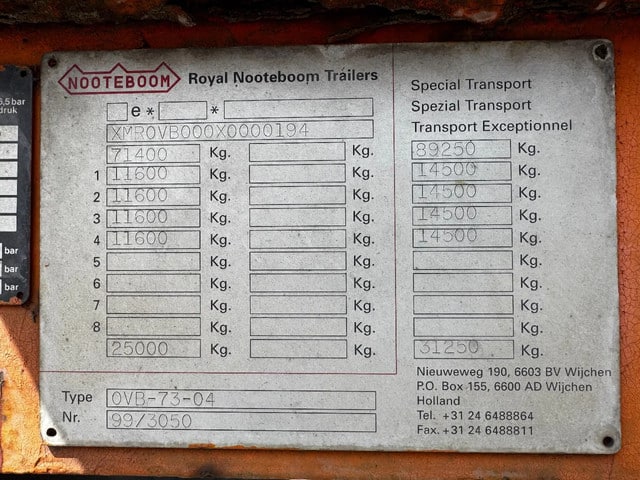 6,5 bar
druk
bar
bar
bar
NOOTEBOOM
Royal Nooteboom Trailers
e* *
XMR0VB000X0000194
71400 Kg. Kg.
1 11600 Kg. Kg.
2 11600 Kg. Kg.
3 11600 Kg. Kg.
4 11600 Kg. Kg.
5 Kg. Kg.
6 Kg. Kg.
7 Kg. Kg.
8 Kg. Kg.
25000 Kg. Kg.
Type OVB-73-04
Nr. 99/3050
Special Transport
Spezial Transport
Transport Exceptionnel
89250 Kg.
14500 Kg.
14500 Kg.
14500 Kg.
14500 Kg.
Kg.
Kg.
Kg.
Kg.
31250 Kg.
Nieuweweg 190, 6603 BV Wijchen
P.O. Box 155, 6600 AD Wijchen
Holland
Tel. +31 24 6488864
Fax. +31 24 6488811